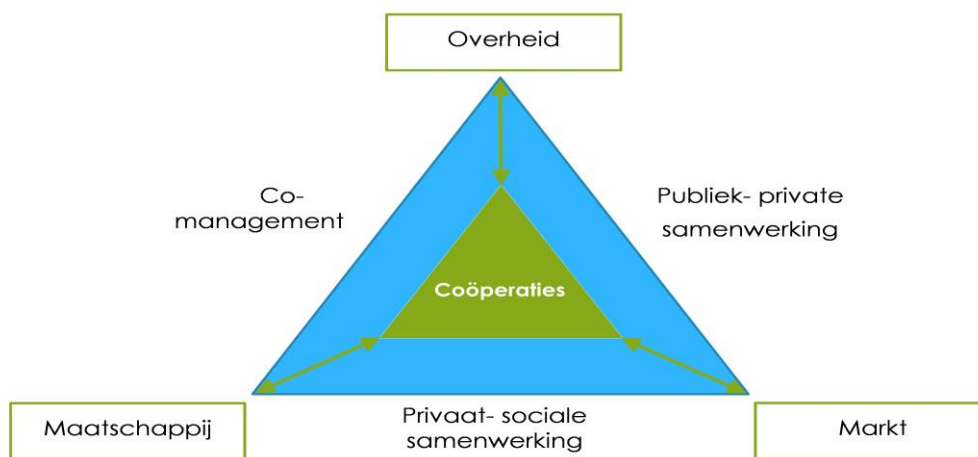 Overheid
Co-
management
Publiek- private
samenwerking
Coöperaties
Maatschappij
Privaat- sociale
samenwerking
Markt